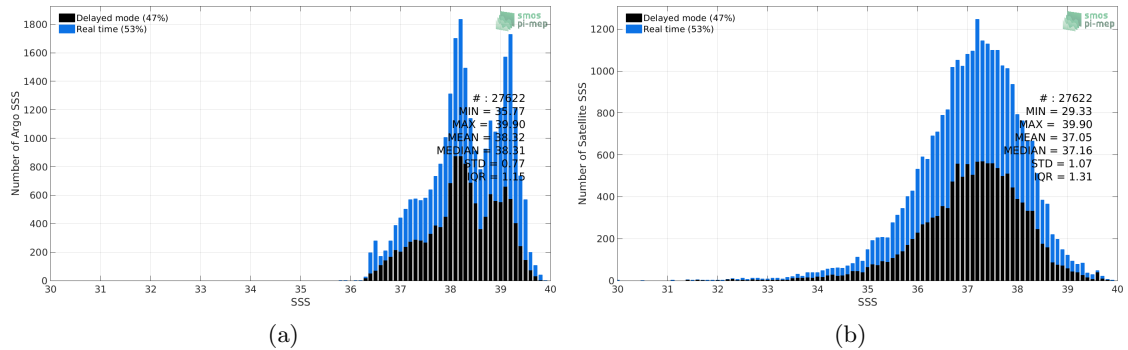 Delayed mode (47%)
Real time (53%)
smos
pi-mep
1800
1600
1400
1200
1000
800
600
400
200
0
Number of Argo SSS
# : 27622
MIN = 35.77
MAX = 39.90
MEAN = 38.32
MEDIAN = 38.31
STD = 0.77
IQR = 1.15
30 31 32 33 34 35 36 37 38 39 40
SSS
(a)
Delayed mode (47%)
Real time (53%)
smos
pi-mep
1200
1000
800
600
400
200
0
Number of Satellite SSS
# : 27622
MIN = 29.33
MAX = 39.90
MEAN = 37.05
MEDIAN = 37.16
STD = 1.07
IQR = 1.31
30 31 32 33 34 35 36 37 38 39 40
SSS
(b)